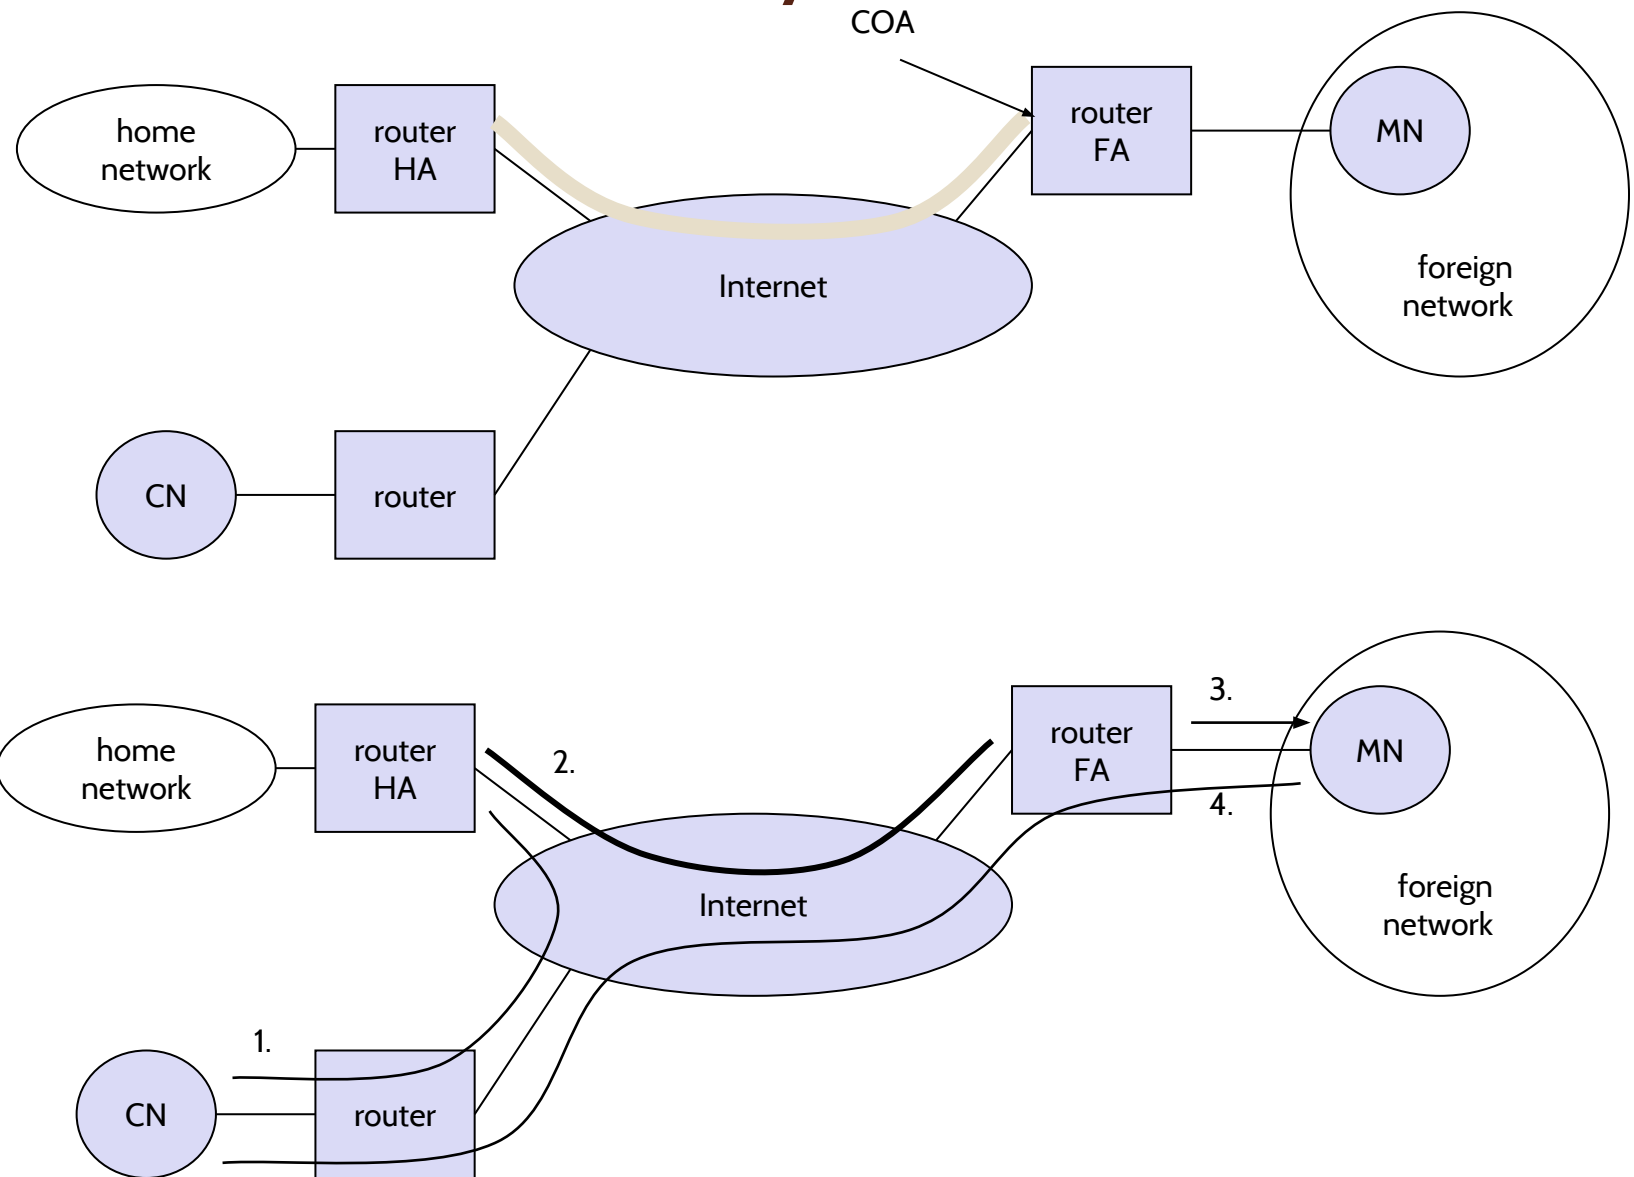 COA
home
network
router
HA
router
FA
MN
Internet
foreign
network
CN
router
home
network
router
HA
2.
router
FA
3.
MN
4.
Internet
foreign
network
1.
CN
router